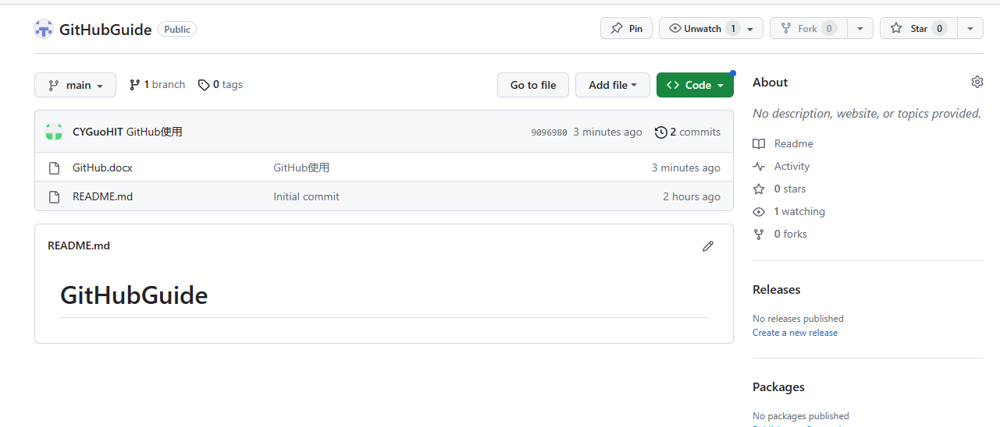 GitHubGuide Public Pin Unwatch 1 Fork 0 Star 0
main 1 branch 0 tags Go to file Add file Code
CYGuoHIT GitHub使用 9096980 3 minutes ago 2 commits
GitHub.docx GitHub使用 3 minutes ago
README.md Initial commit 2 hours ago
README.md
GitHubGuide
About
No description, website, or topics provided.
Readme
Activity
0 stars
1 watching
0 forks
Releases
No releases published
Create a new release
Packages
No packages published